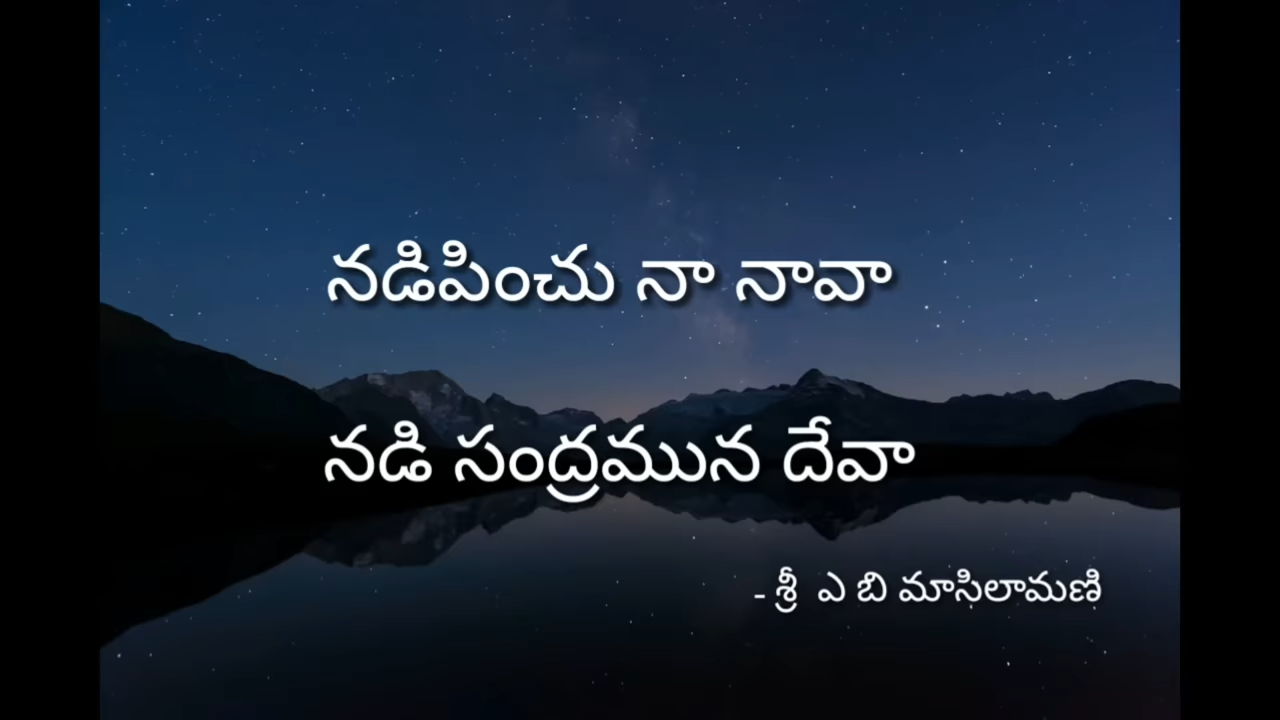 నడిపించు నా నావా
నడి సంద్రమున దేవా
- శ్రీ ఎ బి మాసిలామణి